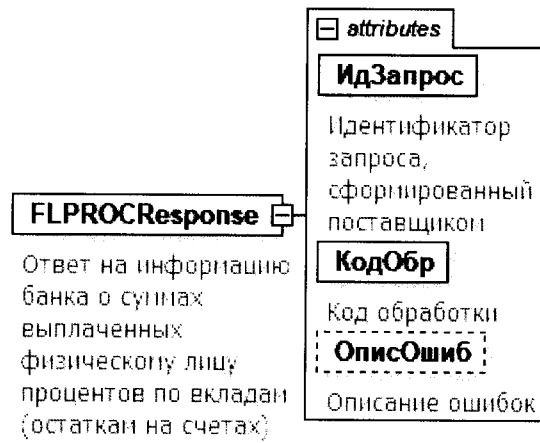 attributes
ИдЗапрос
Идентификатор
запроса,
сформированный
поставщиком
FLPROCResponse
Ответ на информацию
банка о суммах
выплаченных
физическому лицу
процентов по вкладам
(остаткам на счетах)
КодОбр
Код обработки
ОписОшиб
Описание ошибок